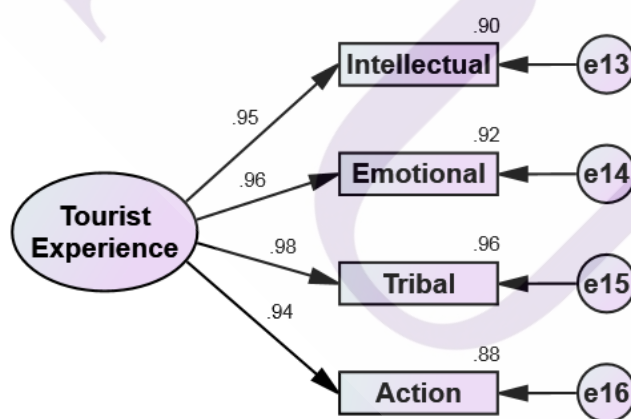 .90
Intellectual
e13
.95
.92
Emotional
e14
.96
Tourist
Experience
.96
.98
Tribal
e15
.94
.88
Action
e16